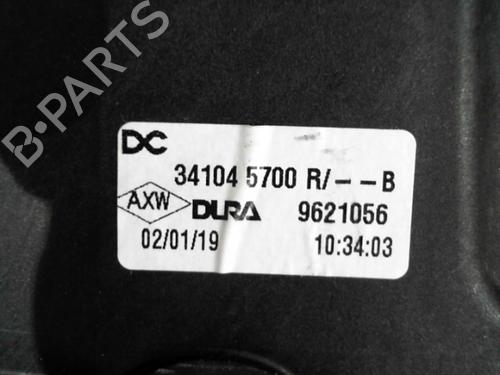 B·PARTS
DC
34104 5700 R/--B
AXW DURA 9621056
02/01/19 10:34:03